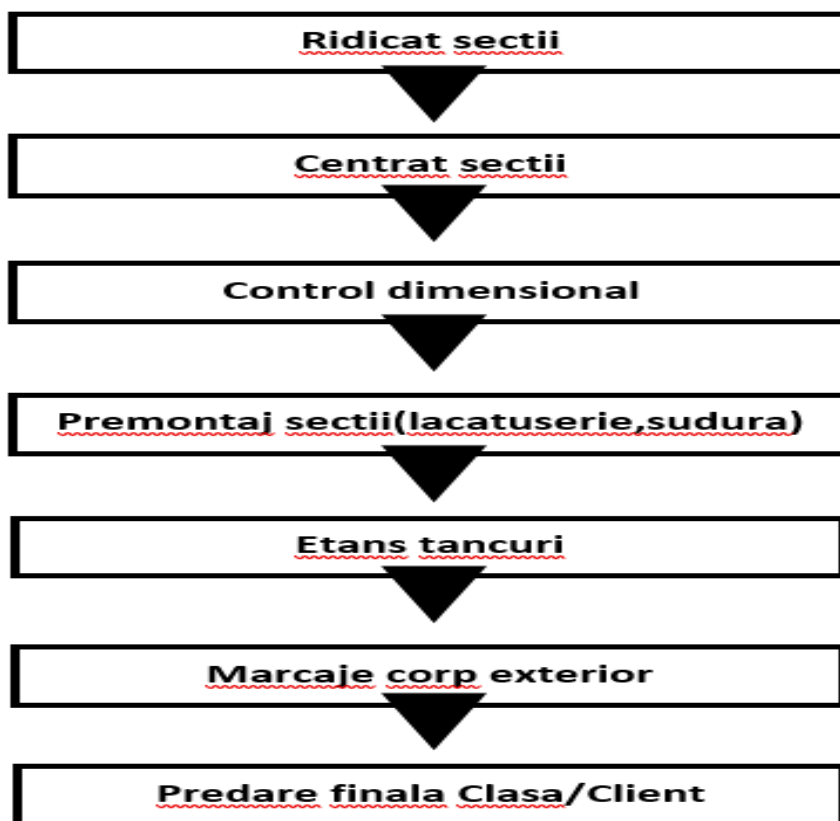 Ridicat sectii
Centrat sectii
Control dimensional
Premontaj sectii(lacatuserie,sudura)
Etans tancuri
Marcaje corp exterior
Predare finala Clasa/Client